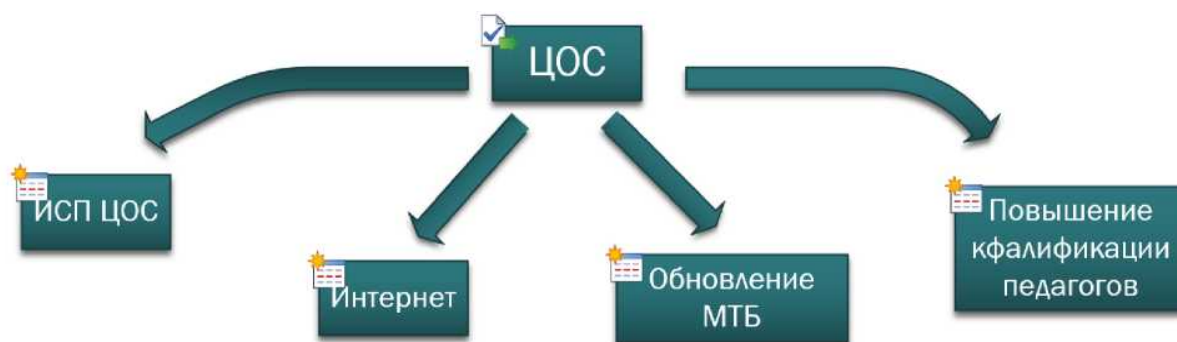 ЦОС
ИСП ЦОС
Интернет
Обновление
МТБ
Повышение
кфалификации
педагогов